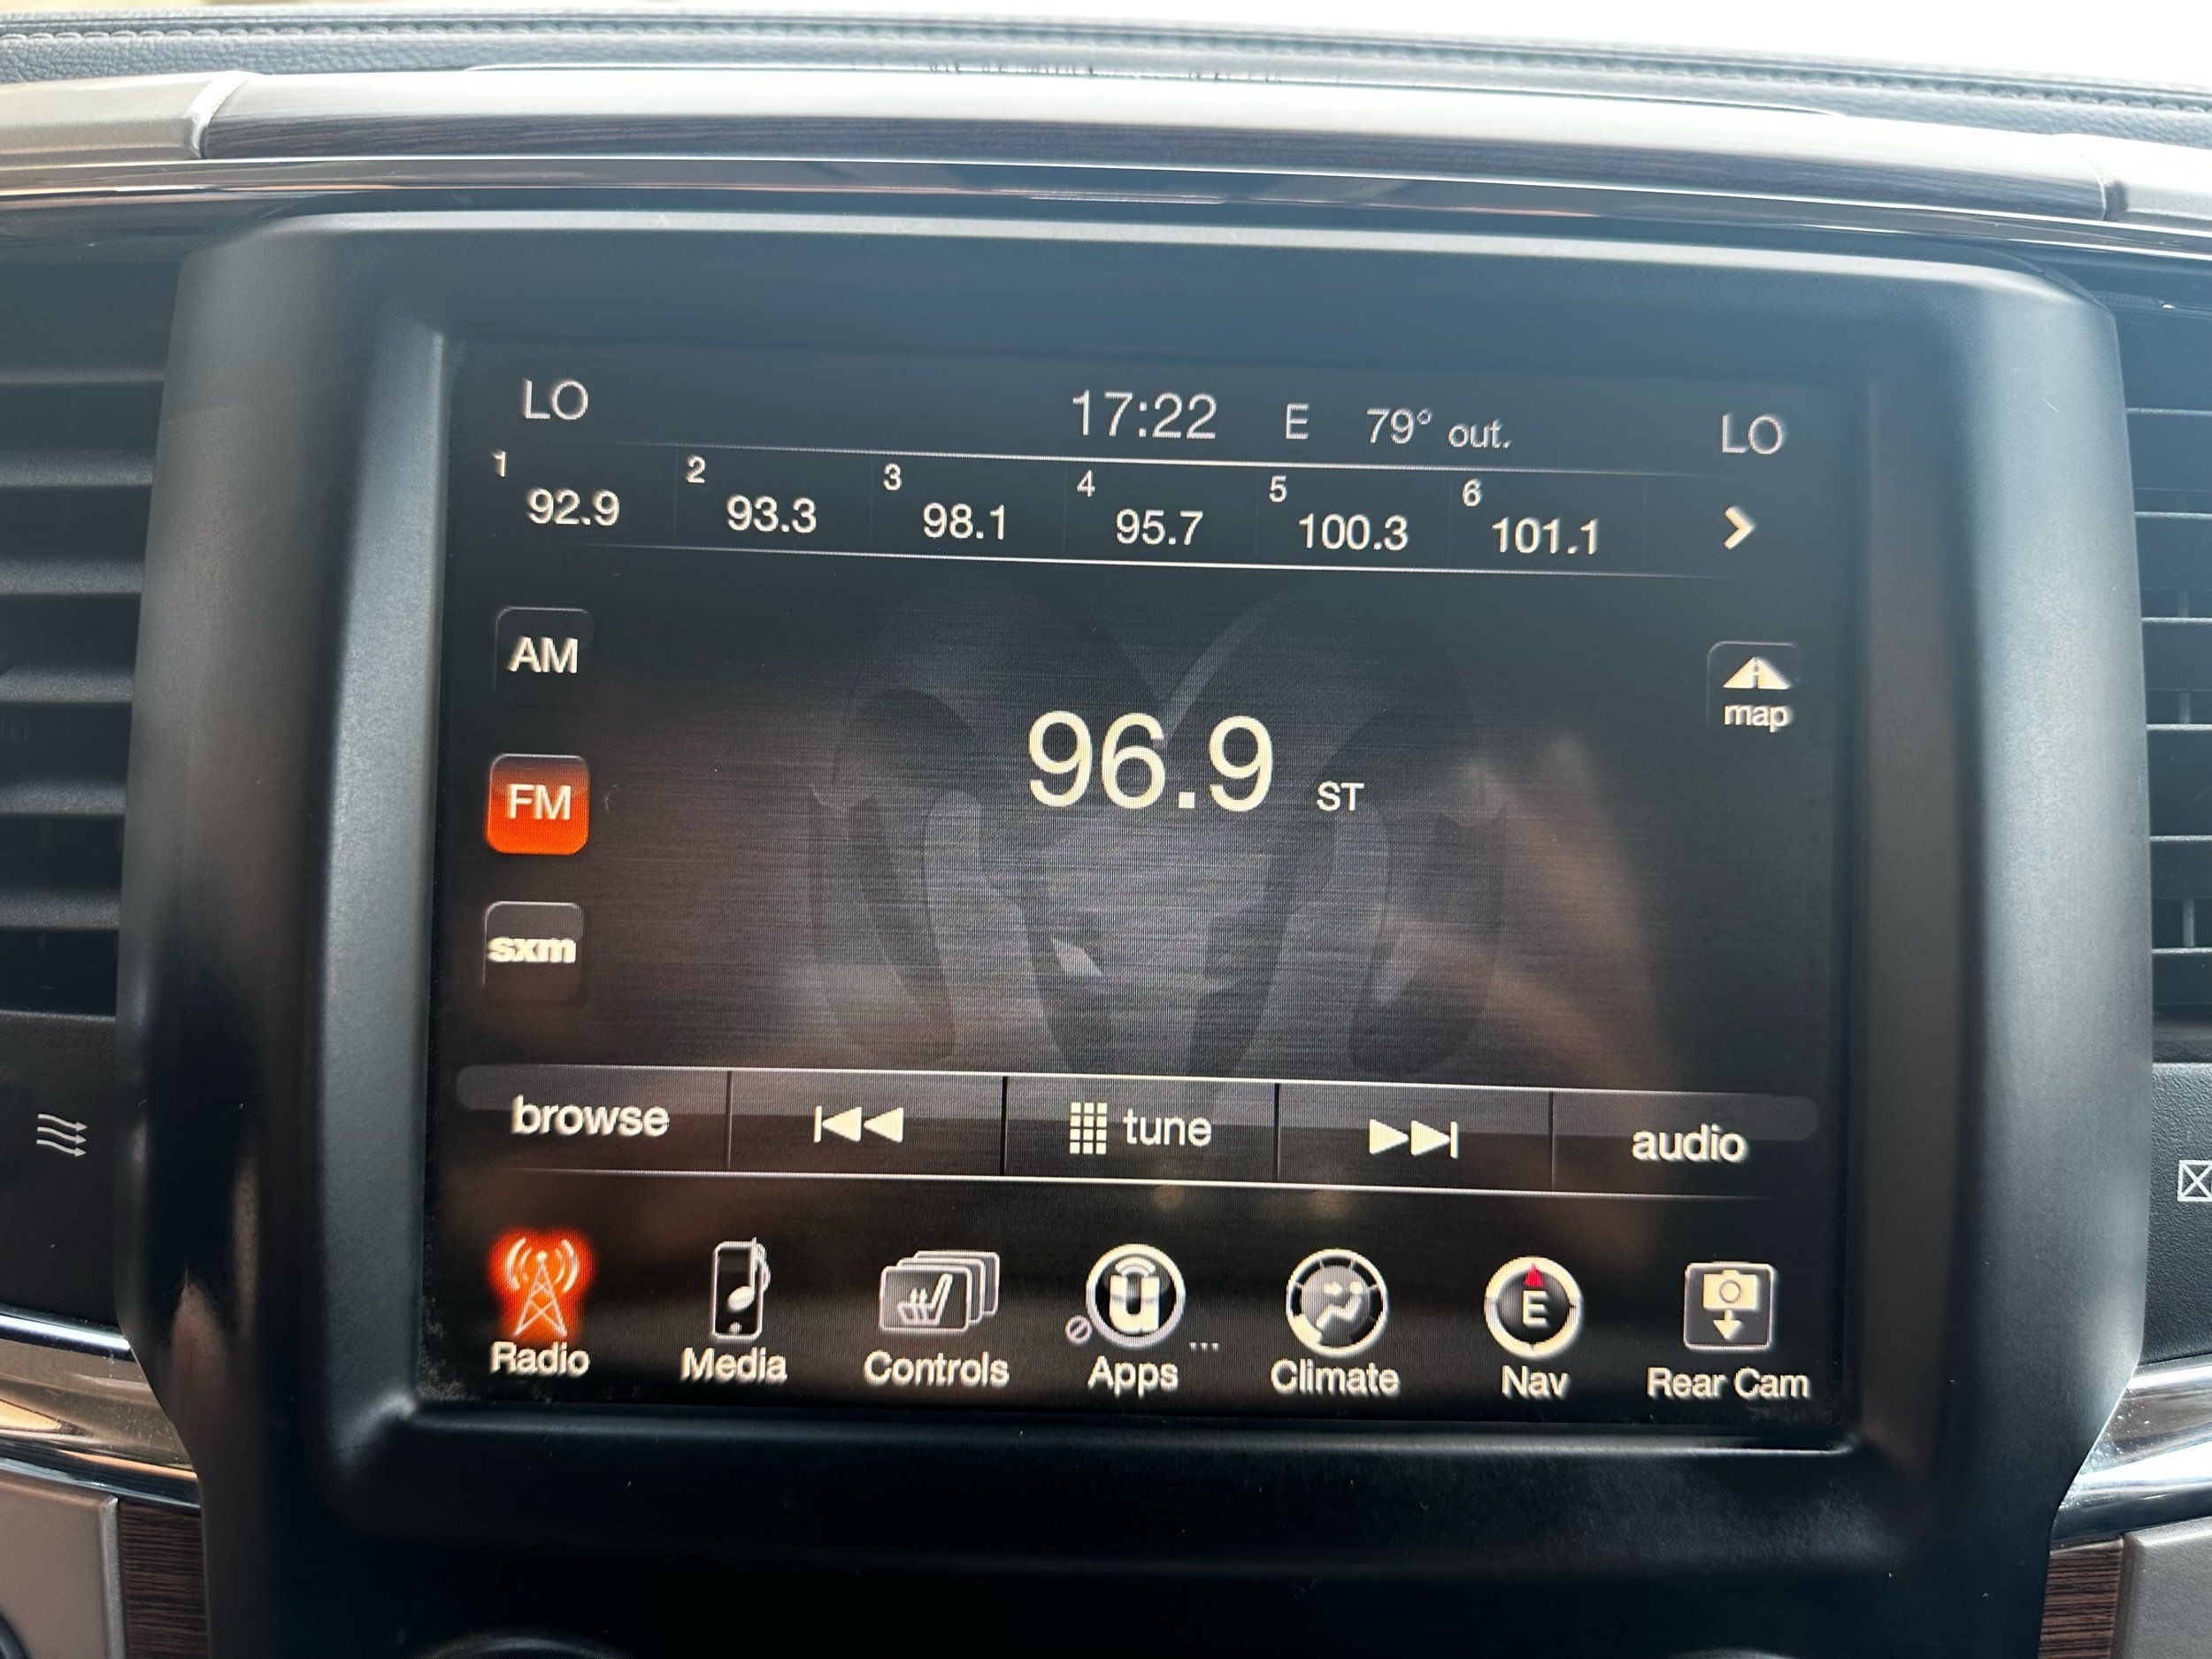 LO 17:22 E 79° out. LO
1 92.9 2 93.3 3 98.1 4 95.7 5 100.3 6 101.1
AM
map
96.9 ST
FM
sxm
browse tune audio
E
Radio Media Controls Apps ... Climate Nav Rear Cam